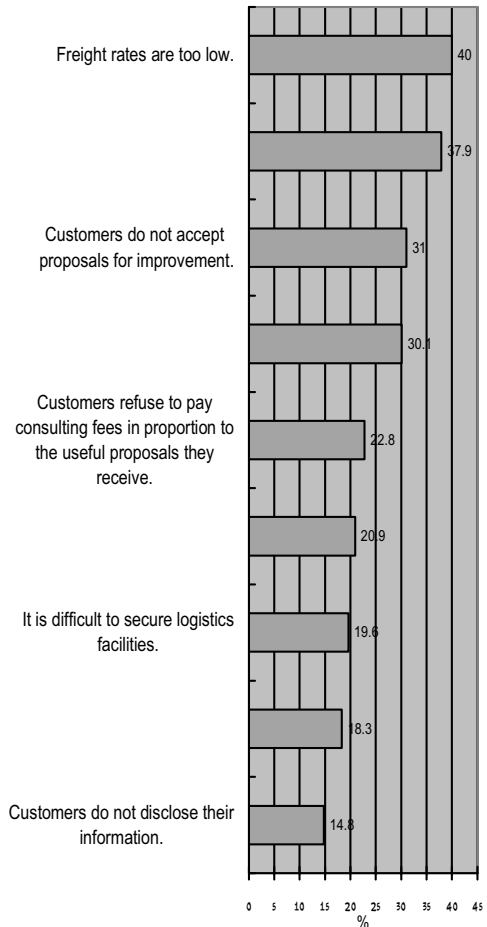 Freight rates are too low.
40
37.9
Customers do not accept
proposals for improvement.
31
30.1
Customers refuse to pay
consulting fees in proportion to
the useful proposals they
receive.
22.8
20.9
It is difficult to secure logistics
facilities.
19.6
18.3
Customers do not disclose their
information.
14.8
0 5 10 15 20 25 30 35 40 45
%